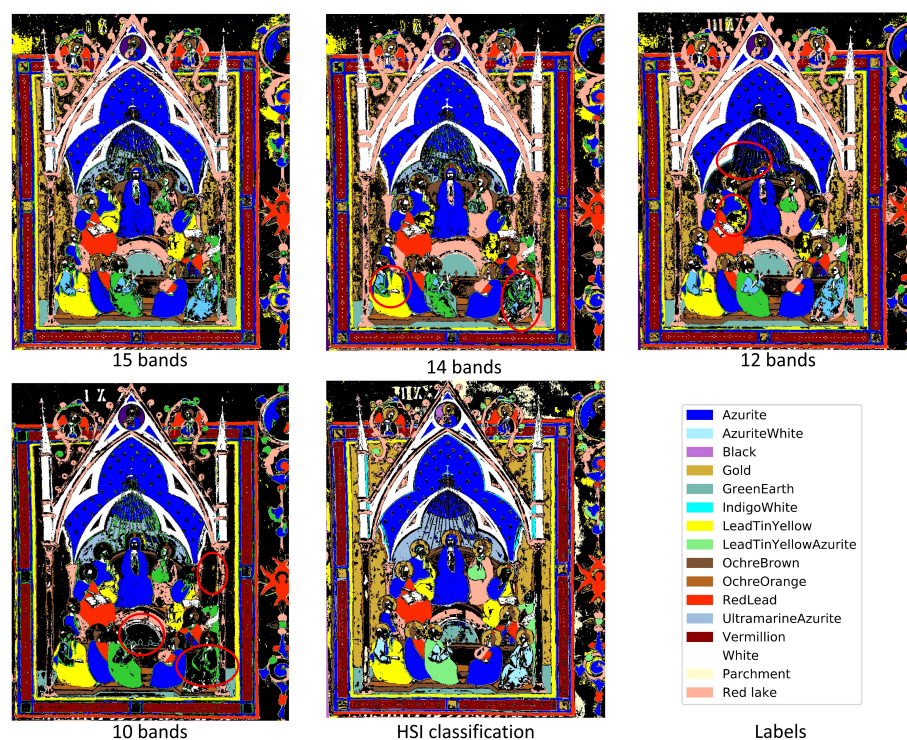 15 bands
14 bands
12 bands
10 bands
HSI classification
Azurite
AzuriteWhite
Black
Gold
GreenEarth
IndigoWhite
LeadTinYellow
LeadTinYellowAzurite
OchreBrown
OchreOrange
RedLead
UltramarineAzurite
Vermillion
White
Parchment
Red lake
Labels